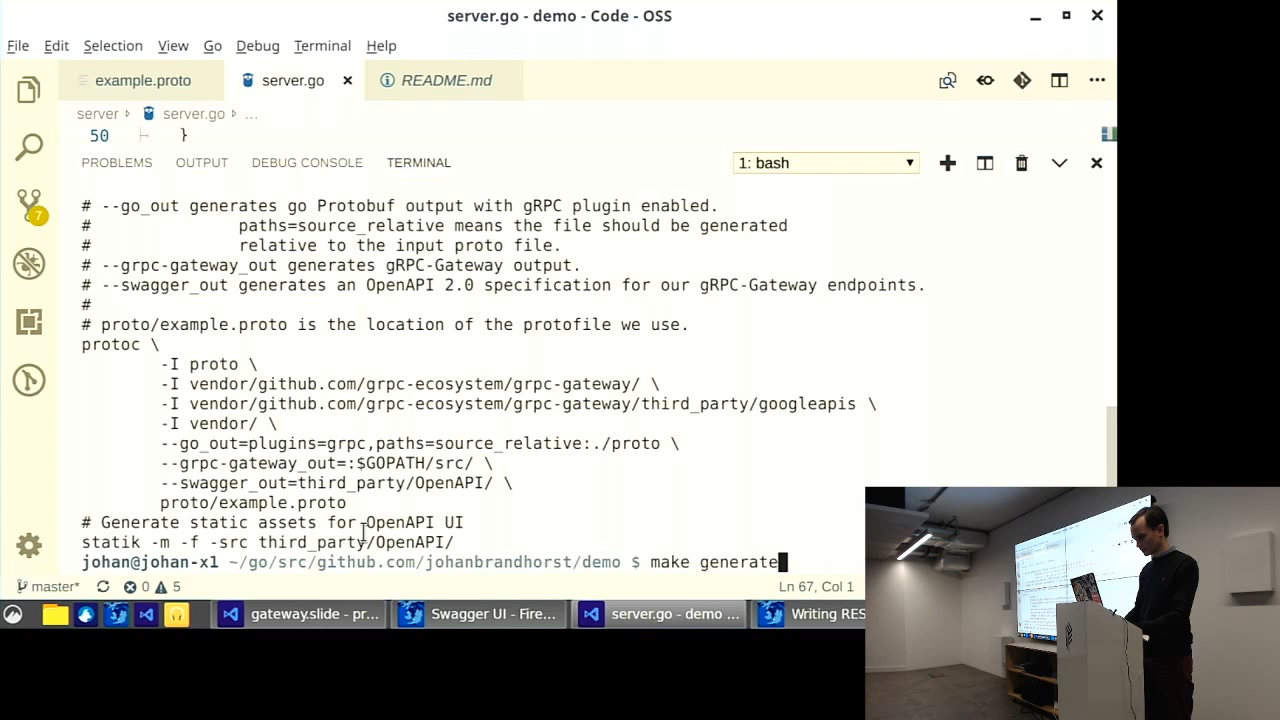 server.go - demo - Code - OSS
File Edit Selection View Go Debug Terminal Help
example.proto server.go README.md
server server.go ...
50 }
PROBLEMS OUTPUT DEBUG CONSOLE TERMINAL 1: bash
# --go_out generates go Protobuf output with gRPC plugin enabled.
# paths=source_relative means the file should be generated
# relative to the input proto file.
# --grpc-gateway_out generates gRPC-Gateway output.
# --swagger_out generates an OpenAPI 2.0 specification for our gRPC-Gateway endpoints.
#
# proto/example.proto is the location of the protofile we use.
protoc \
-I proto \
-I vendor/github.com/grpc-ecosystem/grpc-gateway/ \
-I vendor/github.com/grpc-ecosystem/grpc-gateway/third_party/googleapis \
-I vendor/ \
--go_out=plugins=grpc,paths=source_relative:./proto \
--grpc-gateway_out=:$GOPATH/src/ \
--swagger_out=third_party/OpenAPI/ \
proto/example.proto
# Generate static assets for OpenAPI UI
statik -m -f -src third_party/OpenAPI/
johan@johan-x1 ~/go/src/github.com/johanbrandhorst/demo $ make generate
7
master* 0 5 Ln 67, Col 1
gateway.slide - pr... Swagger UI - Fire... server.go - demo ... Writing RES